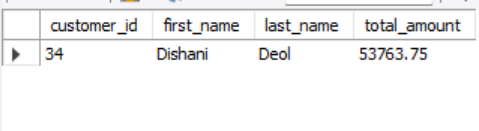 customer_id first_name last_name total_amount
34 Dishani Deol 53763.75